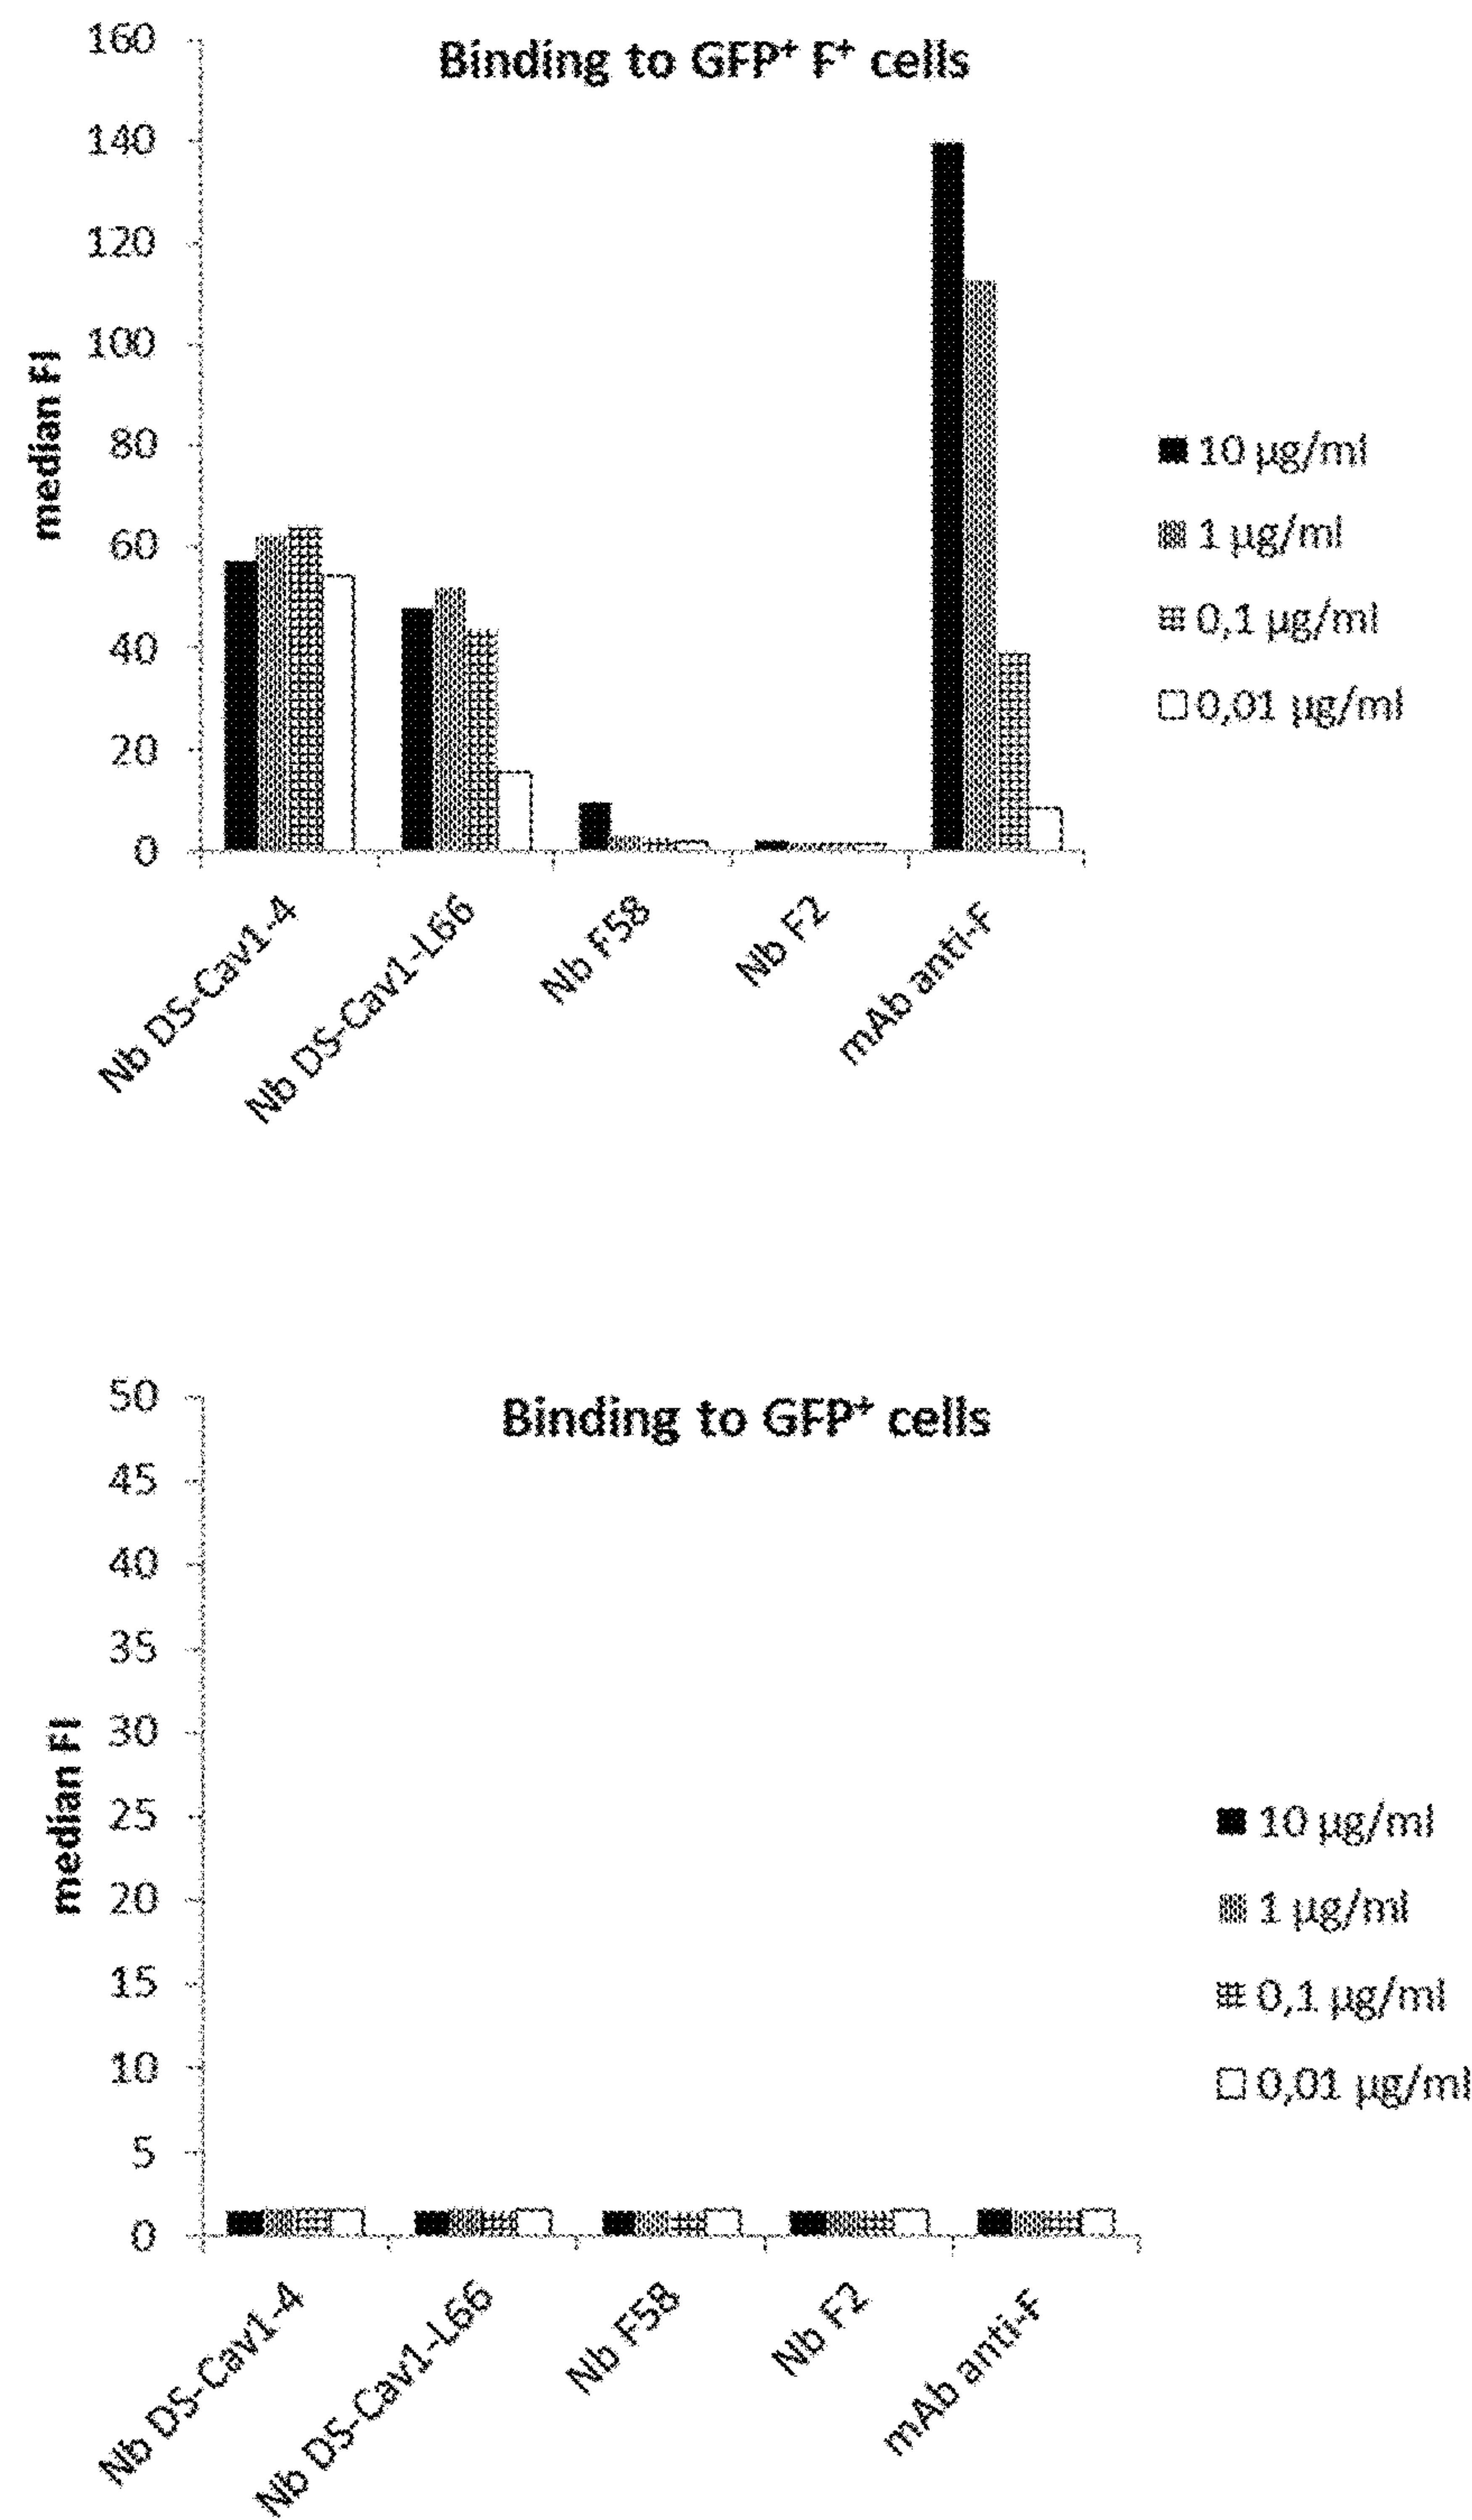 Binding to GFP⁺ F⁺ cells
160
140
120
100
80
60
40
20
0
median FI
Nb DS-Cav1-4
Nb DS-Cav1-L66
Nb F58
Nb F2
mAb anti-F
10 µg/ml
1 µg/ml
0,1 µg/ml
0,01 µg/ml
Binding to GFP⁺ cells
50
45
40
35
30
25
20
15
10
5
0
median FI
Nb DS-Cav1-4
Nb DS-Cav1-L66
Nb F58
Nb F2
mAb anti-F
10 µg/ml
1 µg/ml
0,1 µg/ml
0,01 µg/ml